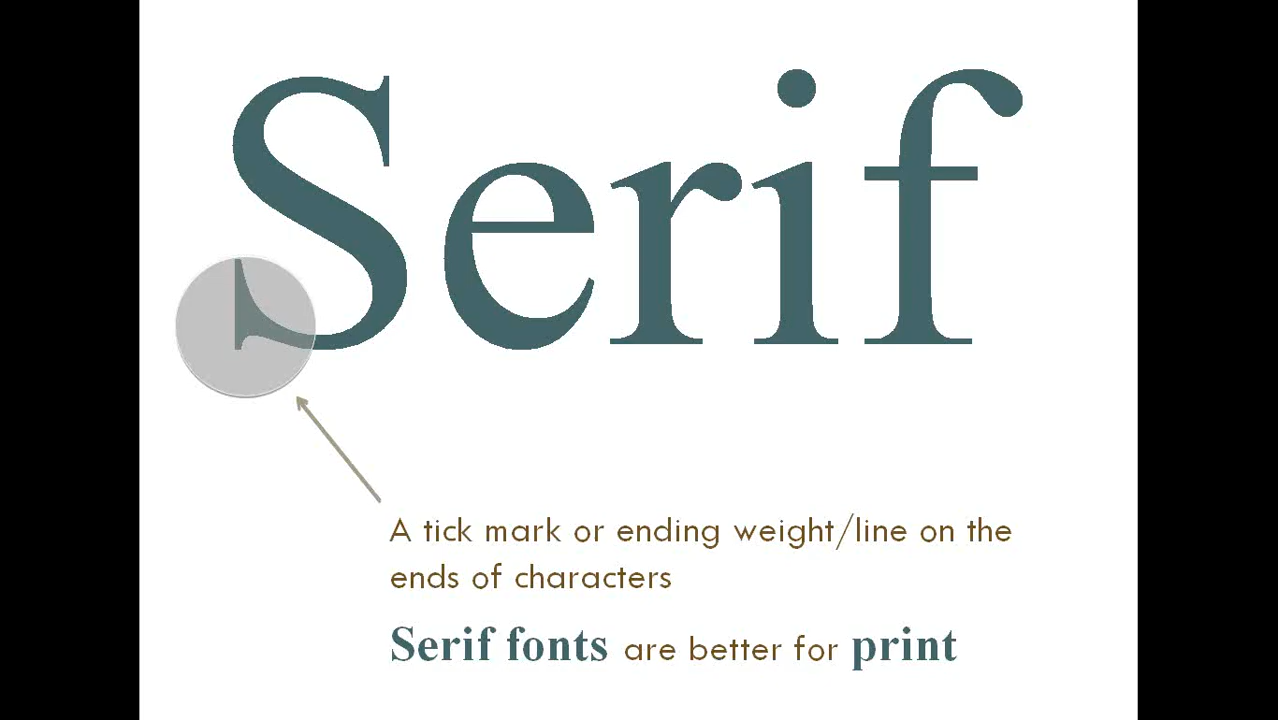 Serif
A tick mark or ending weight/line on the
ends of characters
Serif fonts are better for print